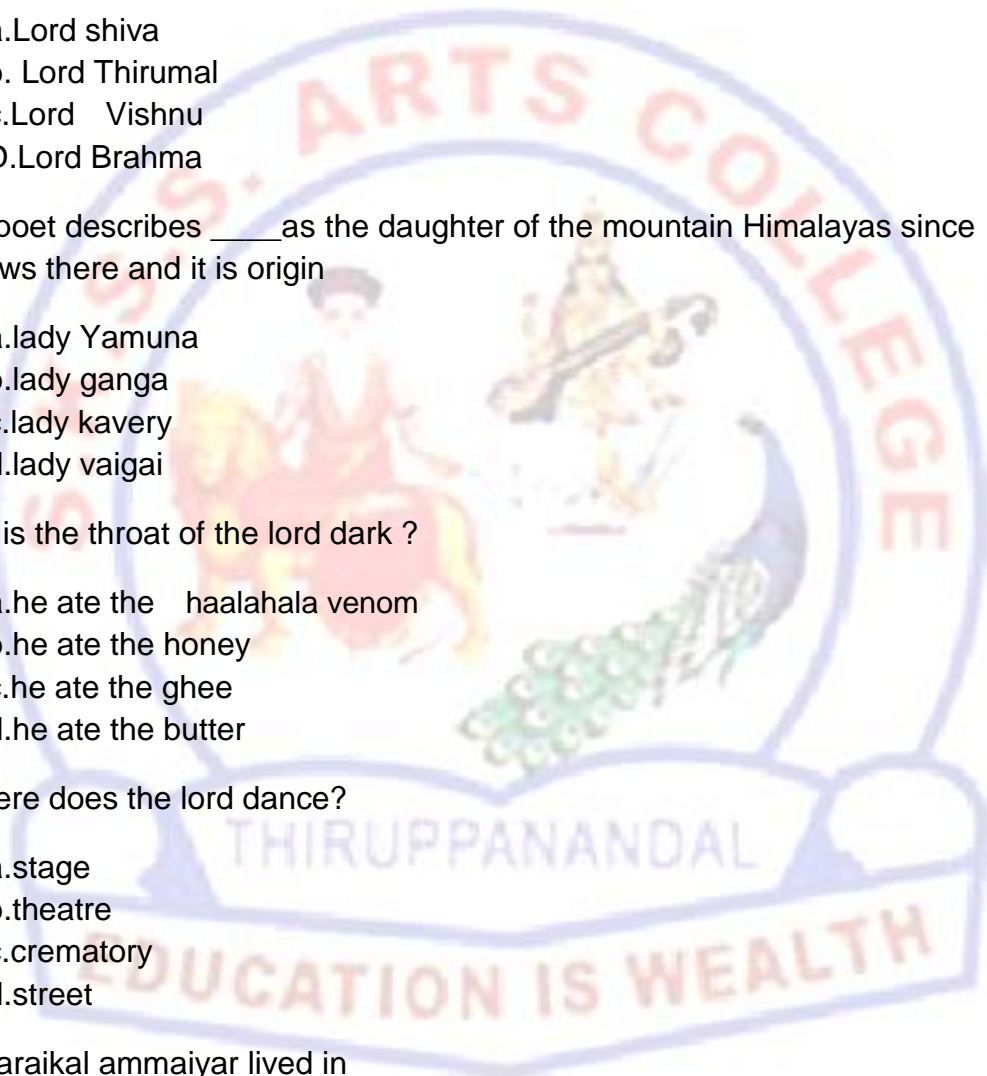 .Lord shiva
. Lord Thirumal
.Lord Vishnu
.Lord Brahma
poet describes ____as the daughter of the mountain Himalayas since
ws there and it is origin
.lady Yamuna
.lady ganga
.lady kavery
.lady vaigai
is the throat of the lord dark ?
.he ate the haalahala venom
.he ate the honey
.he ate the ghee
.he ate the butter
ere does the lord dance?
.stage
.theatre
.crematory
.street
araikal ammaiyar lived in
ARTS COLLEGE
THIRUPPANANDAL
EDUCATION IS WEALTH